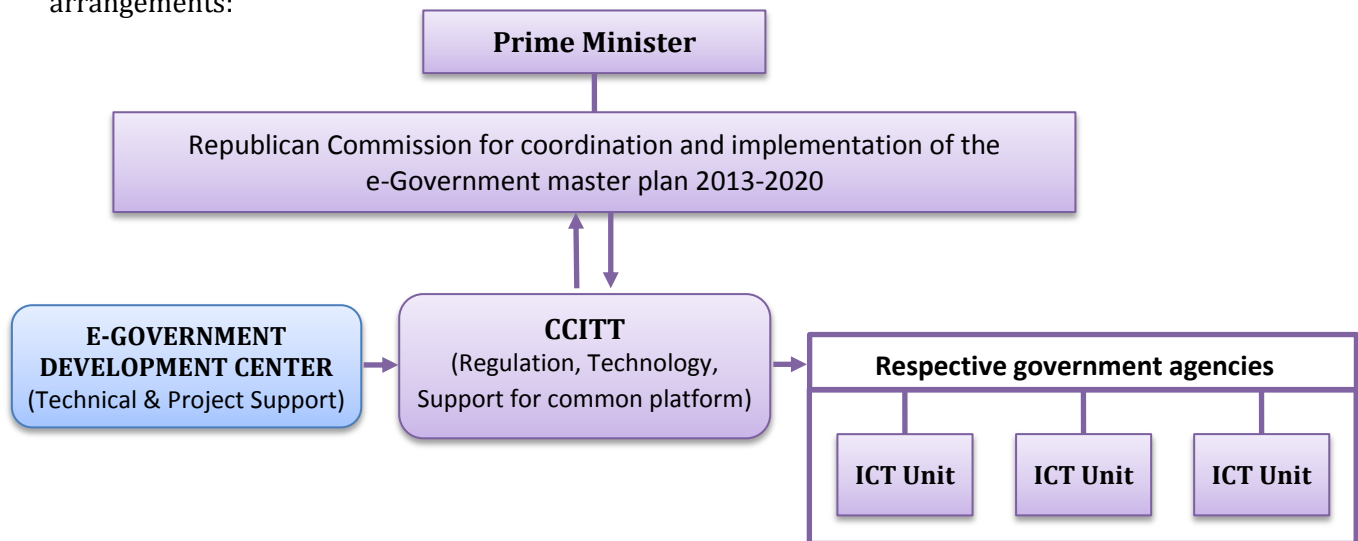 arrangements:
Prime Minister
Republican Commission for coordination and implementation of the
e-Government master plan 2013-2020
E-GOVERNMENT
DEVELOPMENT CENTER
(Technical & Project Support)
CCITT
(Regulation, Technology,
Support for common platform)
Respective government agencies
ICT Unit
ICT Unit
ICT Unit